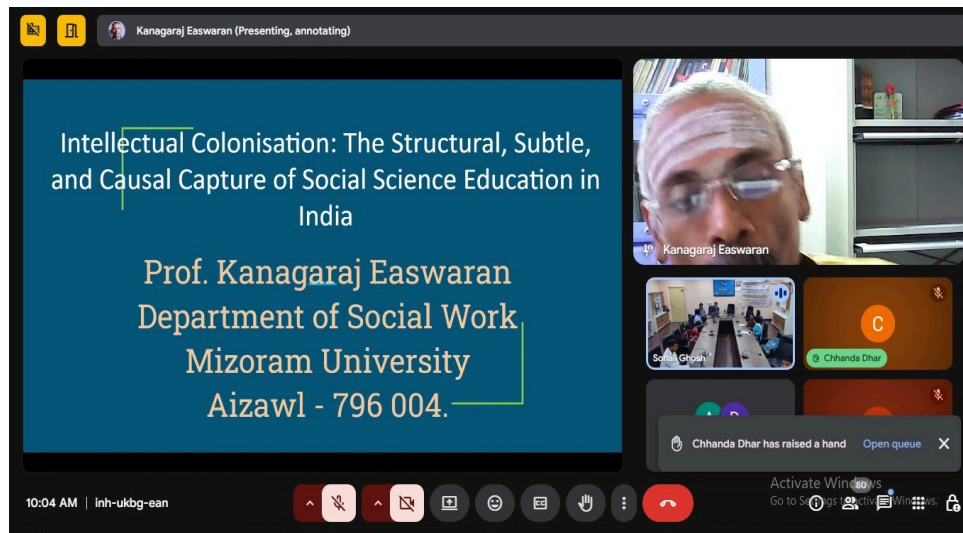 Kanagaraj Easwaran (Presenting, annotating)
Intellectual Colonisation: The Structural, Subtle,
and Causal Capture of Social Science Education in
India
Prof. Kanagaraj Easwaran
Department of Social Work
Mizoram University
Aizawl - 796 004.
Kanagaraj Easwaran
Sonali Ghosh
C
Chhanda Dhar
Chhanda Dhar has raised a hand
Open queue
Activate Windows
80
Go to Settings to activate Windows.
10:04 AM | inh-ukbg-ean